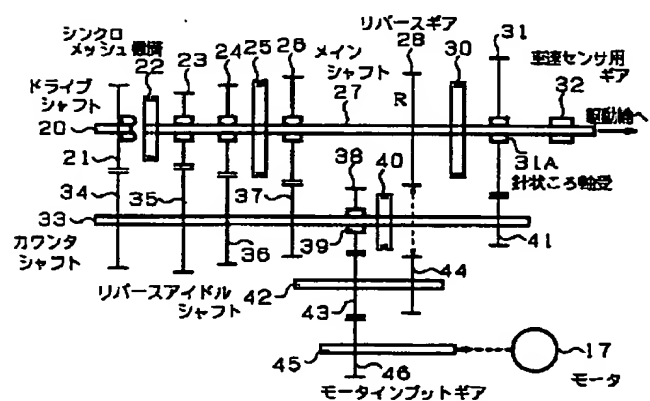 リバースギア
シンクロ
メッシュ機構
22
23
24
25
26
メイン
シャフト
27
28
30
31
車速センサ用
ギア
32
ドライブ
シャフト
20
R
駆動輪へ
21
34
35
37
38
40
31A
針状ころ軸受
33
カウンタ
シャフト
36
39
41
44
リバースアイドル
シャフト
42
43
45
46
17
モータ
モータインプットギア